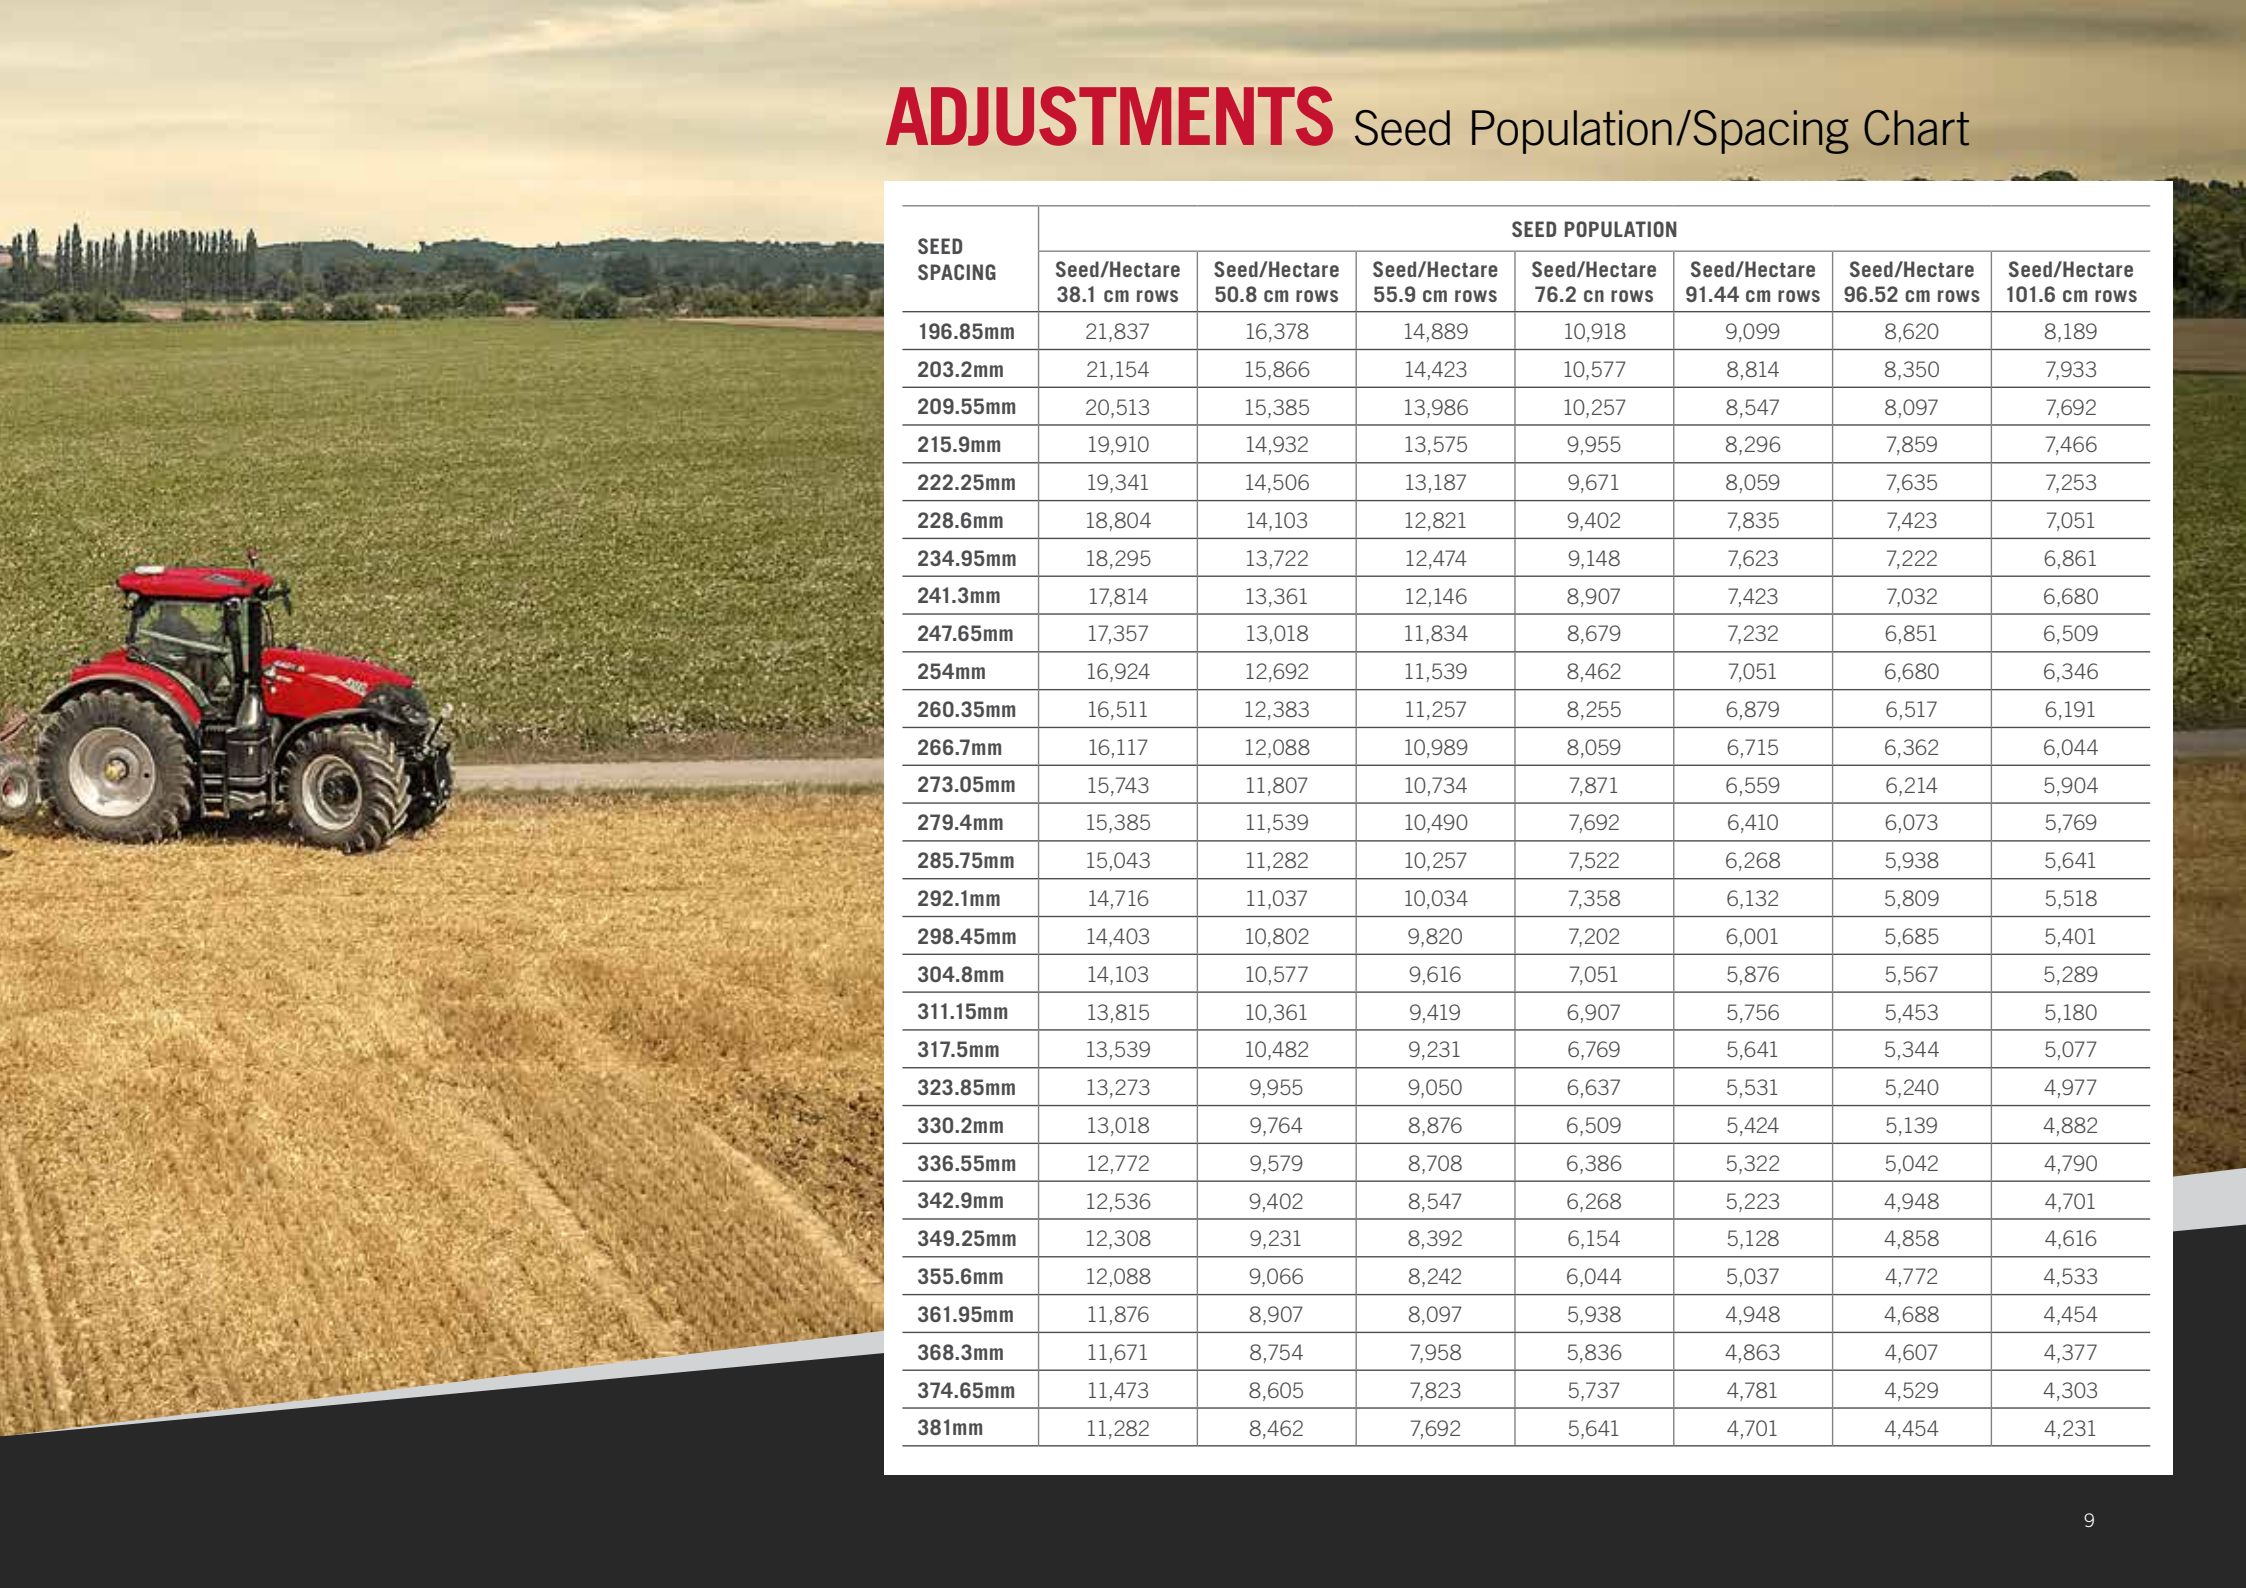 ADJUSTMENTS Seed Population/Spacing Chart
SEED SPACING SEED POPULATION
Seed/Hectare 38.1 cm rows Seed/Hectare 50.8 cm rows Seed/Hectare 55.9 cm rows Seed/Hectare 76.2 cn rows Seed/Hectare 91.44 cm rows Seed/Hectare 96.52 cm rows Seed/Hectare 101.6 cm rows
196.85mm 21,837 16,378 14,889 10,918 9,099 8,620 8,189
203.2mm 21,154 15,866 14,423 10,577 8,814 8,350 7,933
209.55mm 20,513 15,385 13,986 10,257 8,547 8,097 7,692
215.9mm 19,910 14,932 13,575 9,955 8,296 7,859 7,466
222.25mm 19,341 14,506 13,187 9,671 8,059 7,635 7,253
228.6mm 18,804 14,103 12,821 9,402 7,835 7,423 7,051
234.95mm 18,295 13,722 12,474 9,148 7,623 7,222 6,861
241.3mm 17,814 13,361 12,146 8,907 7,423 7,032 6,680
247.65mm 17,357 13,018 11,834 8,679 7,232 6,851 6,509
254mm 16,924 12,692 11,539 8,462 7,051 6,680 6,346
260.35mm 16,511 12,383 11,257 8,255 6,879 6,517 6,191
266.7mm 16,117 12,088 10,989 8,059 6,715 6,362 6,044
273.05mm 15,743 11,807 10,734 7,871 6,559 6,214 5,904
279.4mm 15,385 11,539 10,490 7,692 6,410 6,073 5,769
285.75mm 15,043 11,282 10,257 7,522 6,268 5,938 5,641
292.1mm 14,716 11,037 10,034 7,358 6,132 5,809 5,518
298.45mm 14,403 10,802 9,820 7,202 6,001 5,685 5,401
304.8mm 14,103 10,577 9,616 7,051 5,876 5,567 5,289
311.15mm 13,815 10,361 9,419 6,907 5,756 5,453 5,180
317.5mm 13,539 10,482 9,231 6,769 5,641 5,344 5,077
323.85mm 13,273 9,955 9,050 6,637 5,531 5,240 4,977
330.2mm 13,018 9,764 8,876 6,509 5,424 5,139 4,882
336.55mm 12,772 9,579 8,708 6,386 5,322 5,042 4,790
342.9mm 12,536 9,402 8,547 6,268 5,223 4,948 4,701
349.25mm 12,308 9,231 8,392 6,154 5,128 4,858 4,616
355.6mm 12,088 9,066 8,242 6,044 5,037 4,772 4,533
361.95mm 11,876 8,907 8,097 5,938 4,948 4,688 4,454
368.3mm 11,671 8,754 7,958 5,836 4,863 4,607 4,377
374.65mm 11,473 8,605 7,823 5,737 4,781 4,529 4,303
381mm 11,282 8,462 7,692 5,641 4,701 4,454 4,231
9